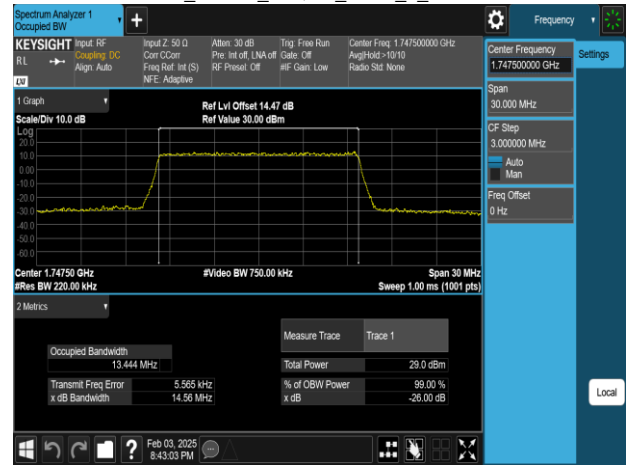 Spectrum Analyzer 1
Occupied BW
Frequency
KEYSIGHT
RL
LXI
Input: RF
Coupling: DC
Align: Auto
Input Z: 50 Ω
Corr CCorr
Freq Ref: Int (S)
NFE: Adaptive
Atten: 30 dB
Pre: Int off, LNA off
RF Preset: Off
Trig: Free Run
Gate: Off
#IF Gain: Low
Center Freq: 1.747500000 GHz
Avg|Hold:>10/10
Radio Std: None
Center Frequency
1.747500000 GHz
Settings
Span
30.000 MHz
CF Step
3.000000 MHz
Auto
Man
Freq Offset
0 Hz
Local
1 Graph
Scale/Div 10.0 dB
Ref Lvl Offset 14.47 dB
Ref Value 30.00 dBm
Log
20.0
10.0
0.00
-10.0
-20.0
-30.0
-40.0
-50.0
-60.0
Center 1.74750 GHz
#Video BW 750.00 kHz
Span 30 MHz
#Res BW 220.00 kHz
Sweep 1.00 ms (1001 pts)
2 Metrics
Measure Trace
Trace 1
Occupied Bandwidth
13.444 MHz
Total Power
29.0 dBm
Transmit Freq Error
5.565 kHz
% of OBW Power
99.00 %
x dB Bandwidth
14.56 MHz
x dB
-26.00 dB
?
Feb 03, 2025
8:43:03 PM